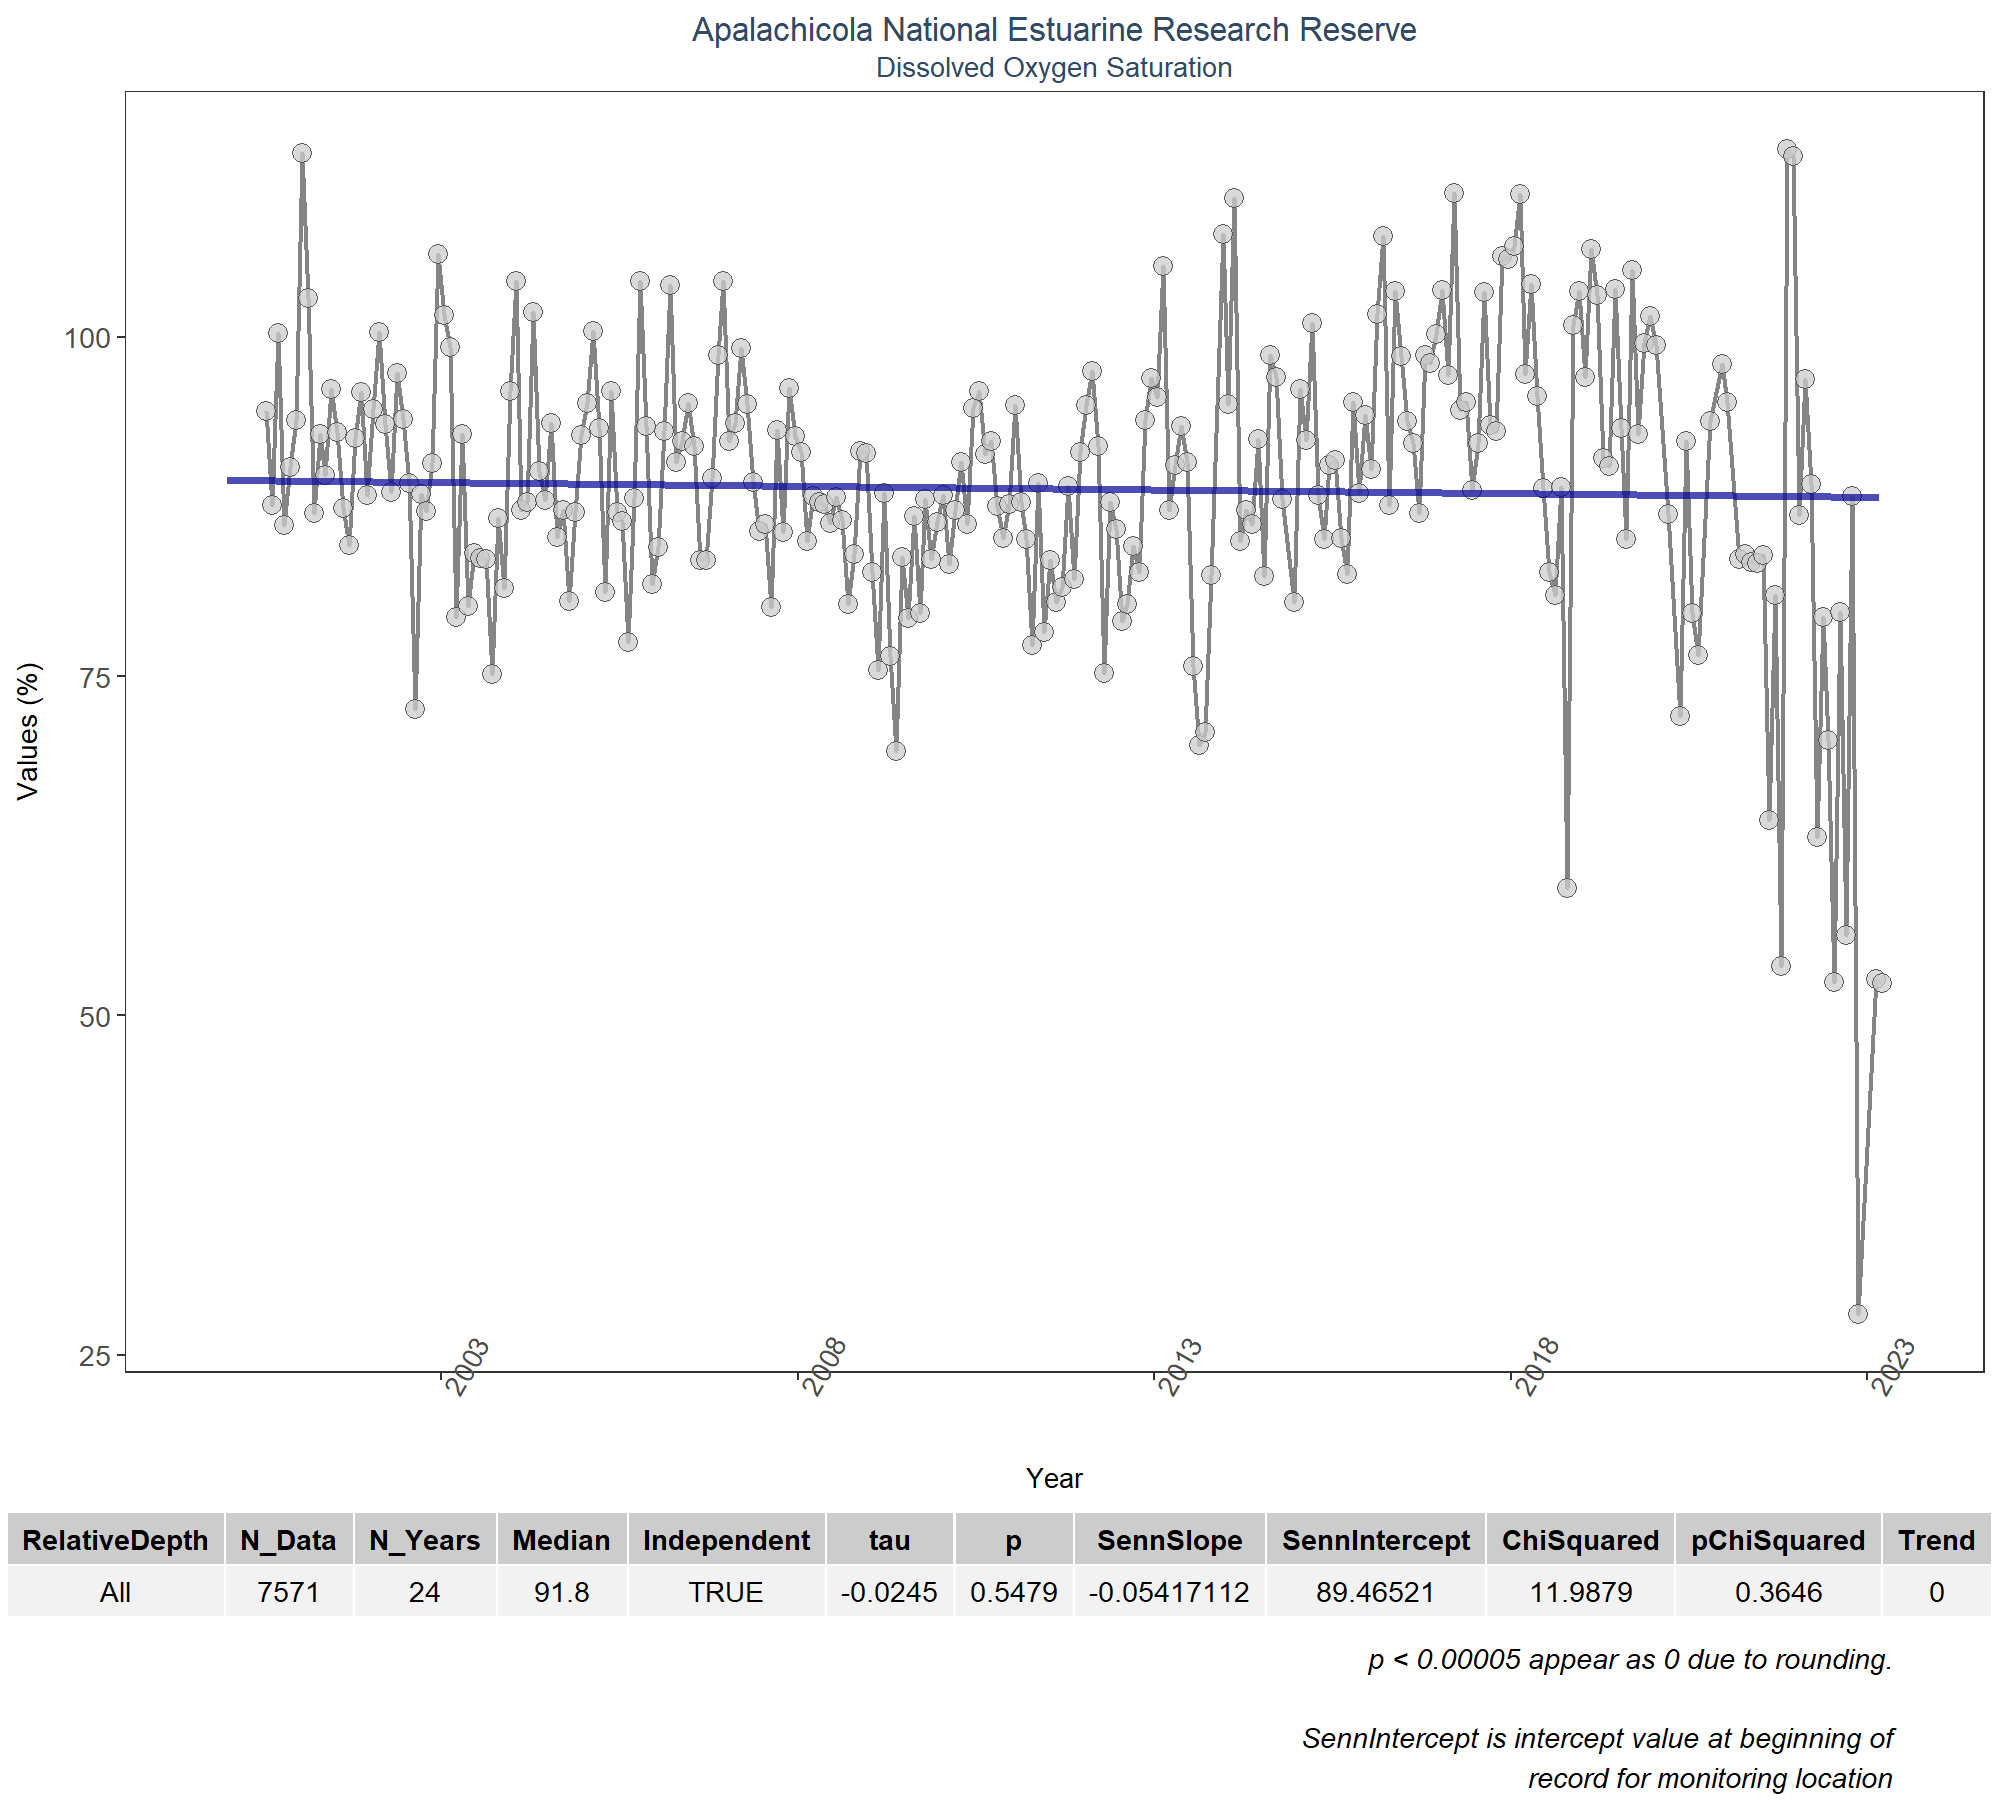 Apalachicola National Estuarine Research Reserve
Dissolved Oxygen Saturation
Values (%)
100
75
50
25
2003
2008
2013
2018
2023
Year
RelativeDepth N_Data N_Years Median Independent tau p SennSlope SennIntercept ChiSquared pChiSquared Trend
All 7571 24 91.8 TRUE -0.0245 0.5479 -0.05417112 89.46521 11.9879 0.3646 0
p < 0.00005 appear as 0 due to rounding.
SennIntercept is intercept value at beginning of
record for monitoring location